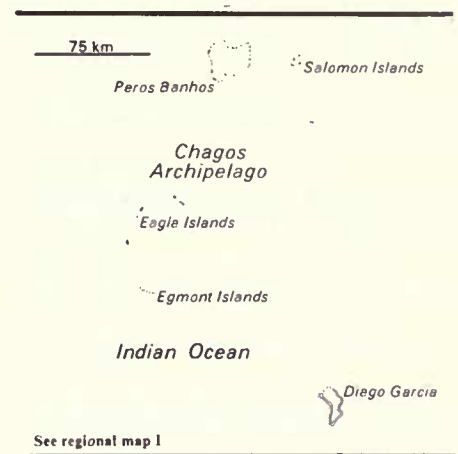 75 km
Salomon Islands
Peros Banhos
Chagos
Archipelago
Eagle Islands
Egmont Islands
Indian Ocean
Diego Garcia
See regional map I